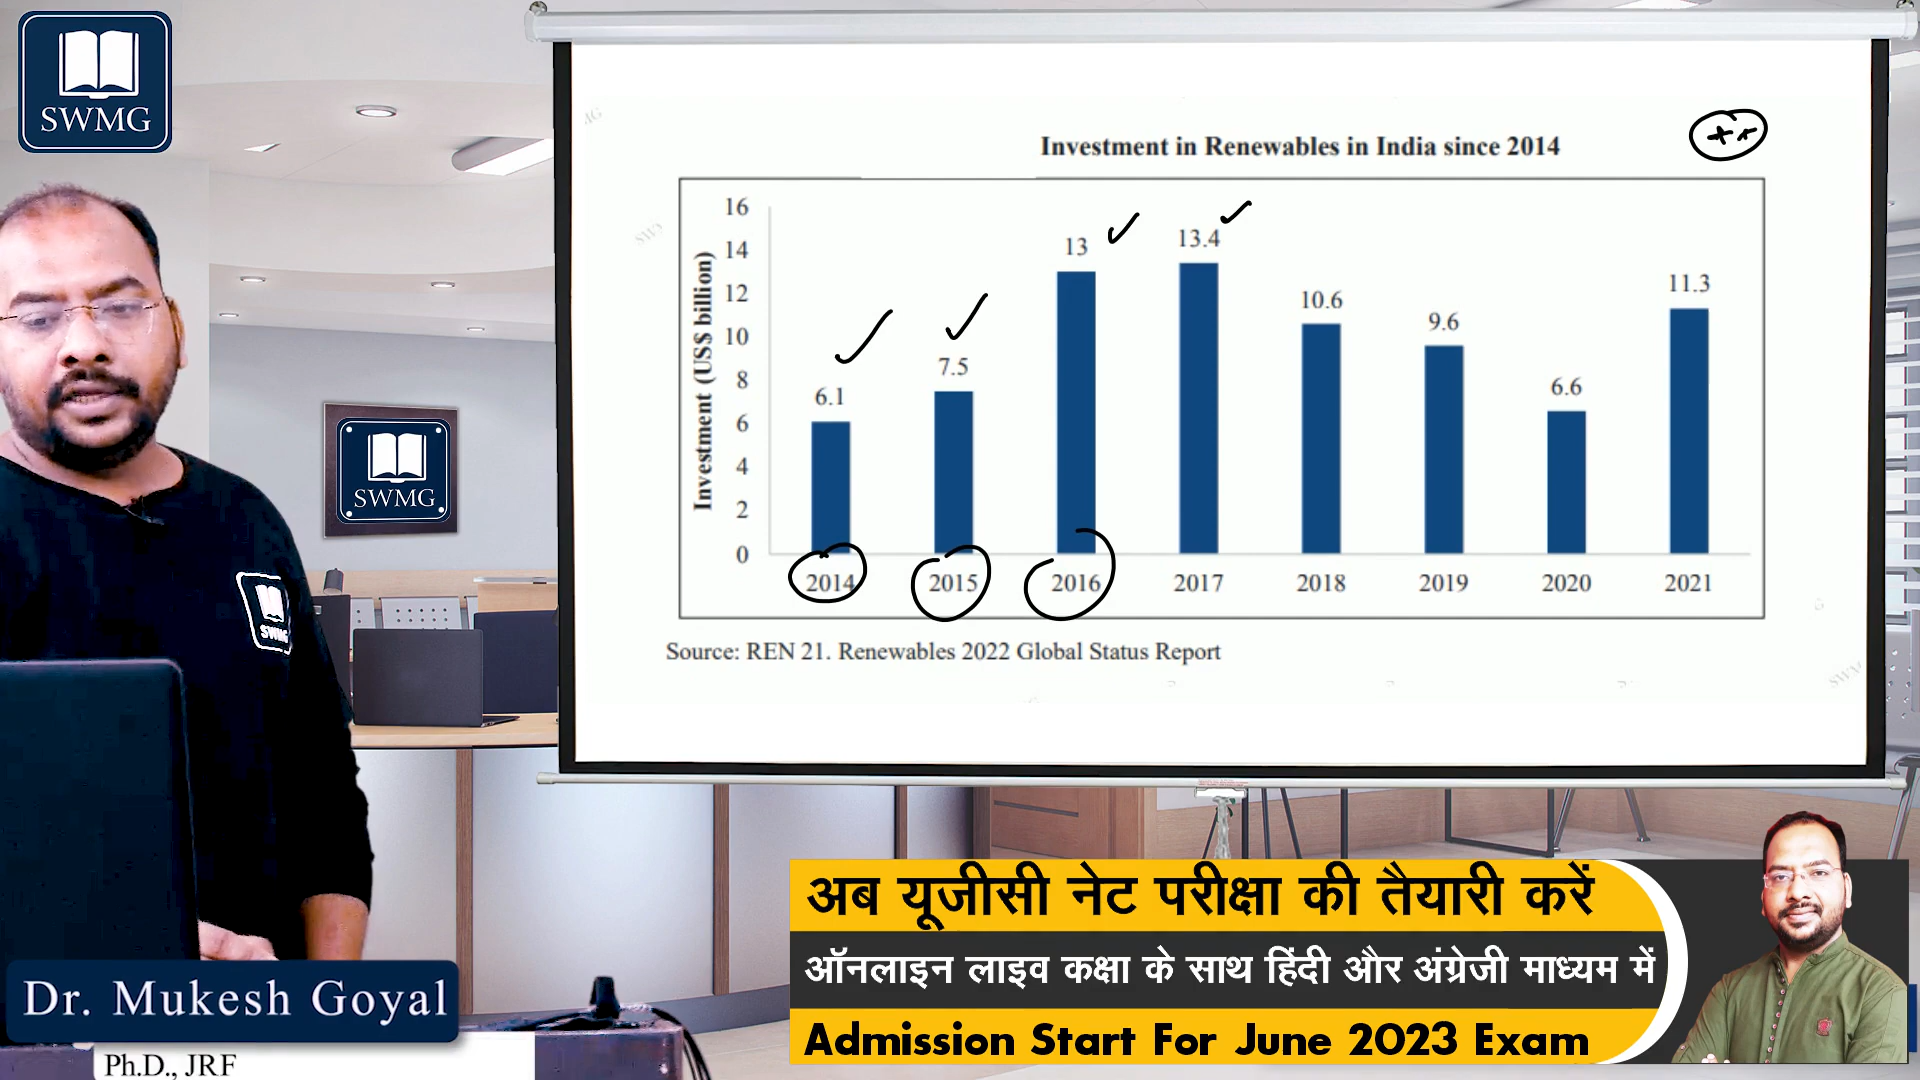 SWMG
Investment in Renewables in India since 2014
Investment (US$ billion)
16
14
12
10
8
6
4
2
0
6.1
7.5
13
13.4
10.6
9.6
6.6
11.3
2014
2015
2016
2017
2018
2019
2020
2021
Source: REN 21. Renewables 2022 Global Status Report
SWMG
SWMG
अब यूजीसी नेट परीक्षा की तैयारी करें
ऑनलाइन लाइव कक्षा के साथ हिंदी और अंग्रेजी माध्यम में
Admission Start For June 2023 Exam
Dr. Mukesh Goyal
Ph.D., JRF